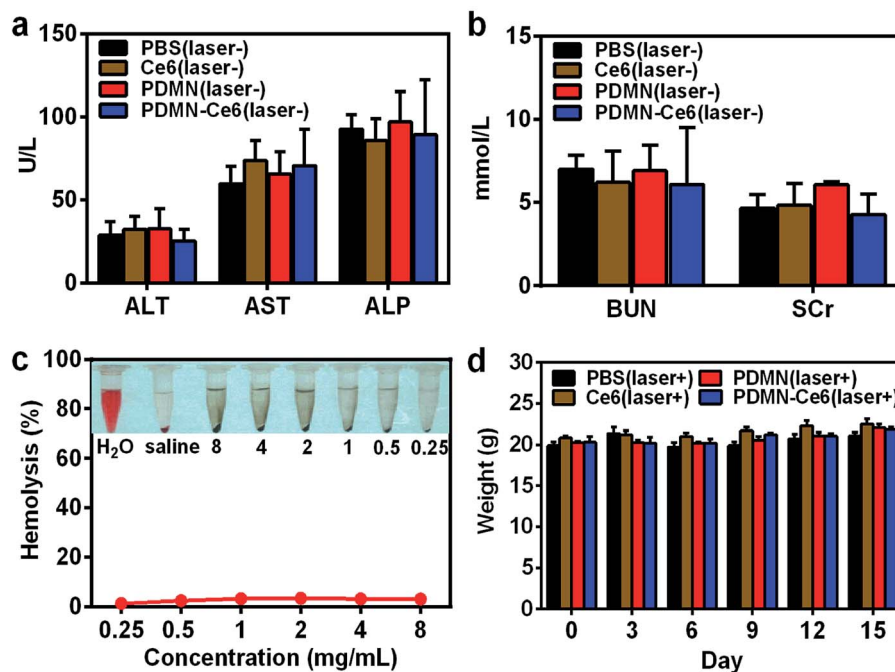 a
150
100
50
0
U/L
PBS(laser-)
Ce6(laser-)
PDMN(laser-)
PDMN-Ce6(laser-)
ALT AST ALP
b
15
10
5
0
mmol/L
PBS(laser-)
Ce6(laser-)
PDMN(laser-)
PDMN-Ce6(laser-)
BUN SCr
c
100
80
60
40
20
0
Hemolysis (%)
H₂O saline 8 4 2 1 0.5 0.25
0.25 0.5 1 2 4 8
Concentration (mg/mL)
d
30
25
20
15
10
5
0
Weight (g)
PBS(laser+) PDMN(laser+)
Ce6(laser+) PDMN-Ce6(laser+)
0 3 6 9 12 15
Day